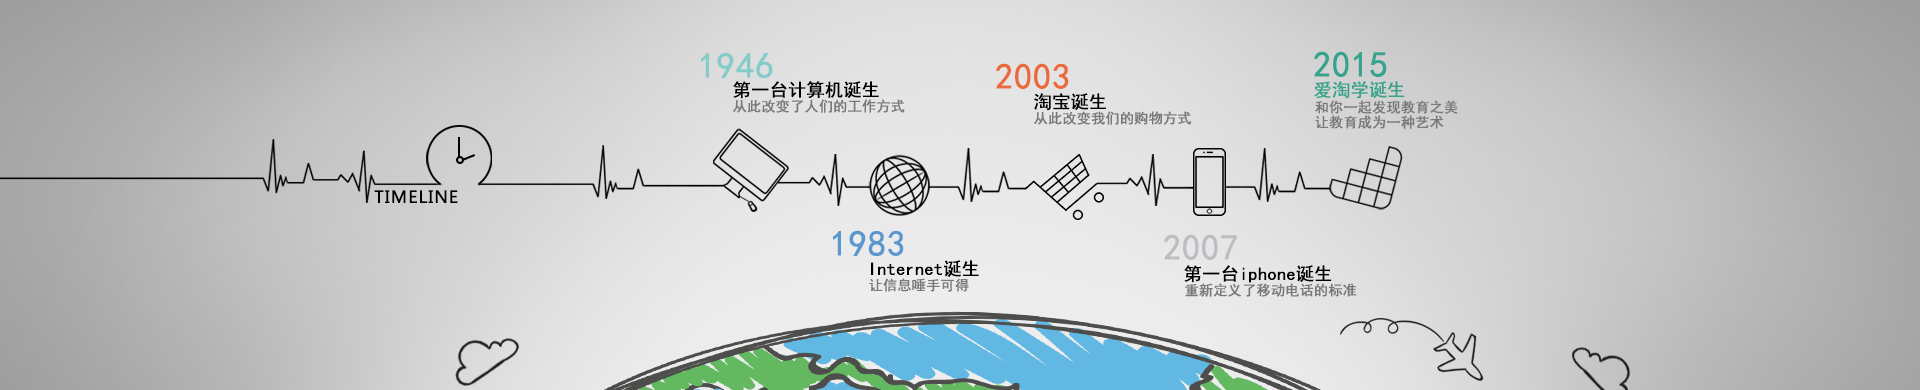 TIMELINE
1946
第一台计算机诞生
从此改变了人们的工作方式
1983
Internet诞生
让信息唾手可得
2003
淘宝诞生
从此改变我们的购物方式
2007
第一台iphone诞生
重新定义了移动电话的标准
2015
爱淘学诞生
和你一起发现教育之美
让教育成为一种艺术